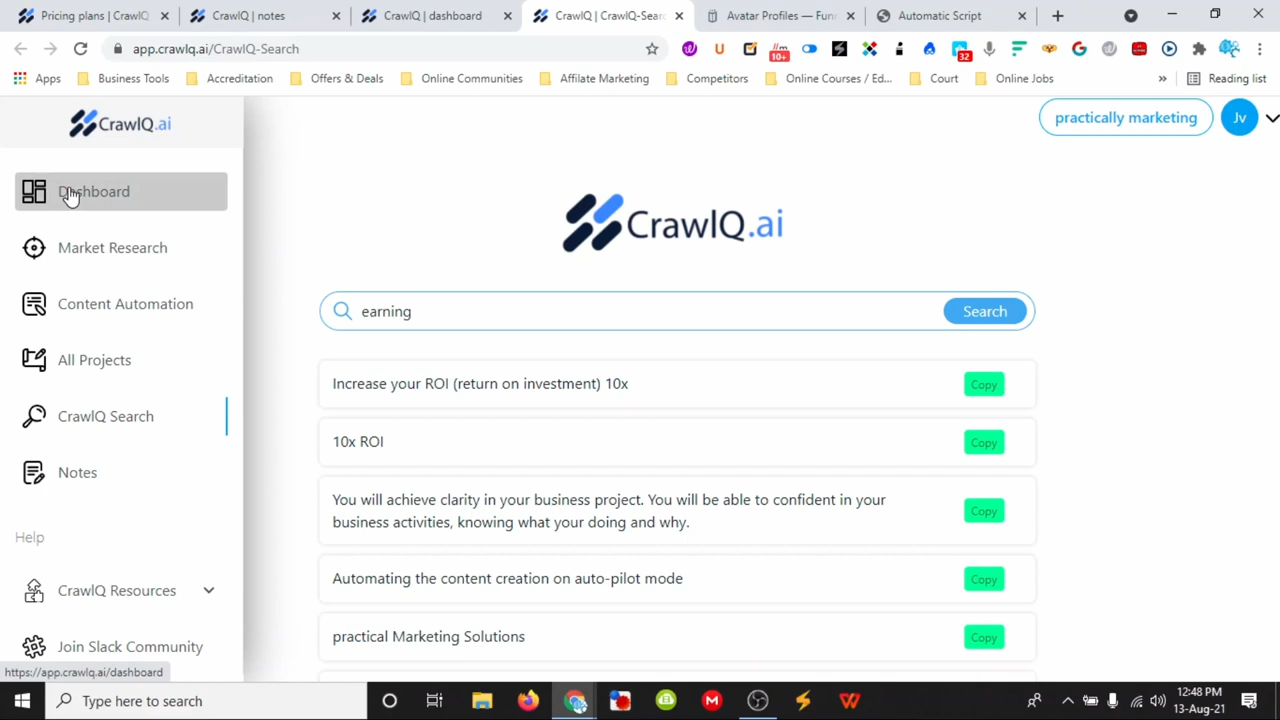 Pricing plans | CrawlQ
CrawlQ | notes
CrawlQ | dashboard
CrawlQ | CrawlQ-Searc
Avatar Profiles — Fun
Automatic Script
app.crawlq.ai/CrawlQ-Search
10+
32
Apps
Business Tools
Accreditation
Offers & Deals
Online Communities
Affilate Marketing
Competitors
Online Courses / Ed...
Court
Online Jobs
»
Reading list
CrawlQ.ai
practically marketing
Jv
Dashboard
Market Research
Content Automation
All Projects
CrawlQ Search
Notes
Help
CrawlQ Resources
Join Slack Community
CrawlQ.ai
earning
Search
Increase your ROI (return on investment) 10x
Copy
10x ROI
Copy
You will achieve clarity in your business project. You will be able to confident in your
business activities, knowing what your doing and why.
Copy
Automating the content creation on auto-pilot mode
Copy
practical Marketing Solutions
Copy
https://app.crawlq.ai/dashboard
Type here to search
12:48 PM
13-Aug-21